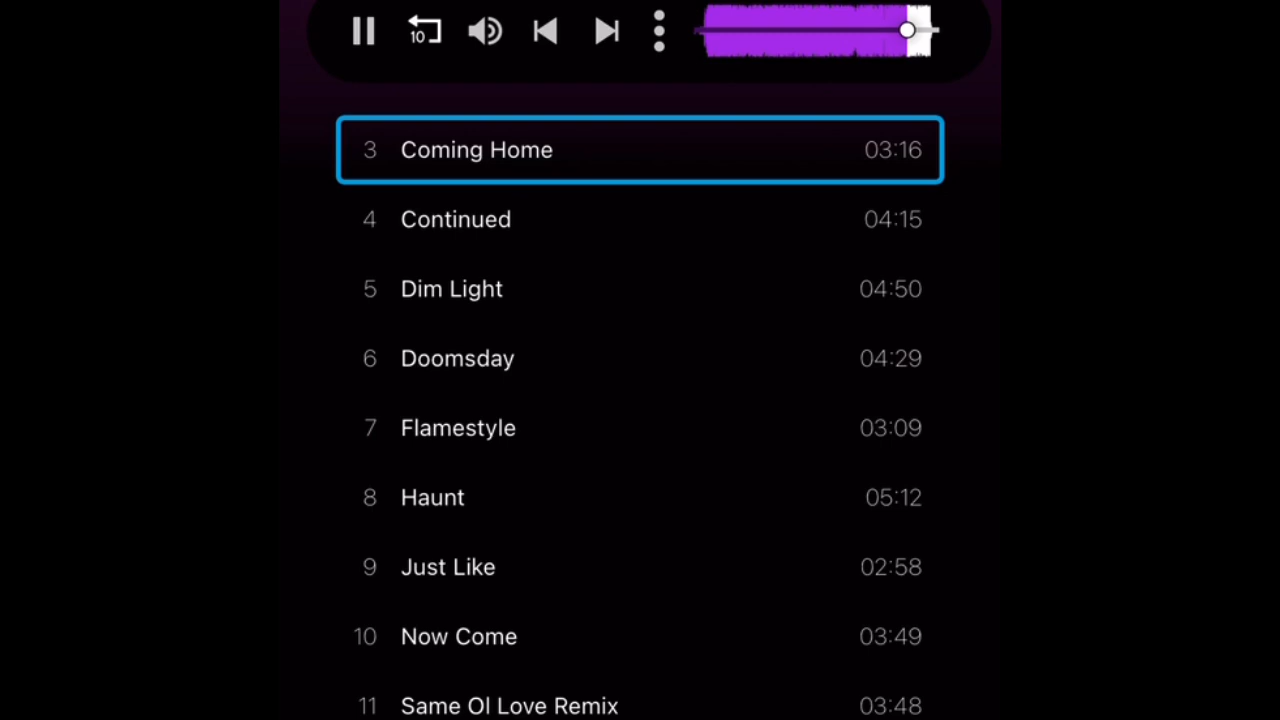 10
3 Coming Home 03:16
4 Continued 04:15
5 Dim Light 04:50
6 Doomsday 04:29
7 Flamestyle 03:09
8 Haunt 05:12
9 Just Like 02:58
10 Now Come 03:49
11 Same Ol Love Remix 03:48